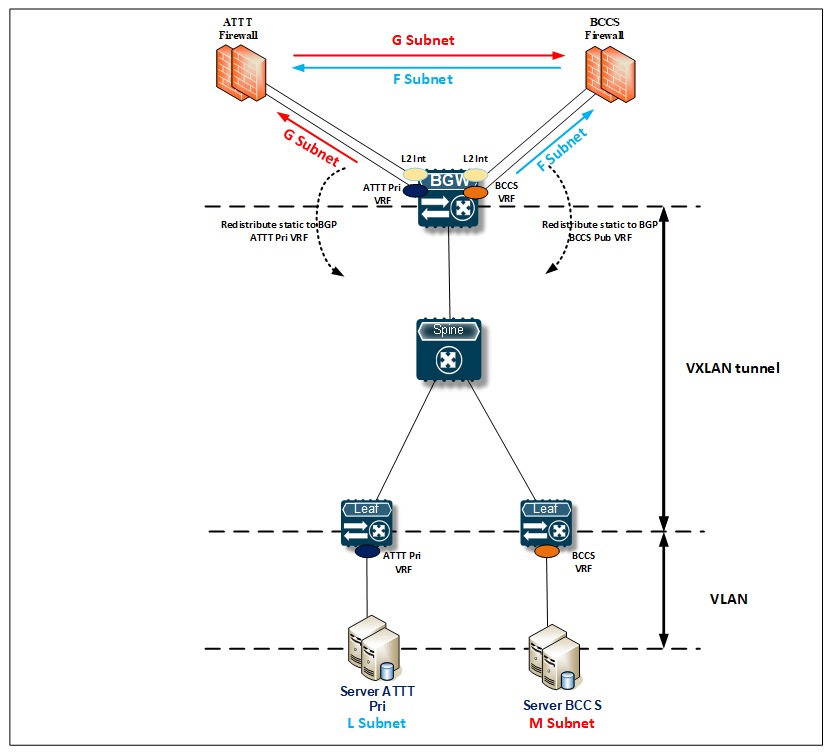 ATTT
Firewall
BCCS
Firewall
G Subnet
F Subnet
G Subnet
F Subnet
L2 Int
L2 Int
BGW
ATTT Pri
VRF
BCCS
VRF
Redistribute static to BGP
ATTT Pri VRF
Redistribute static to BGP
BCCS Pub VRF
Spine
VXLAN tunnel
Leaf
Leaf
ATTT Pri
VRF
BCCS
VRF
VLAN
Server ATTT
Pri
L Subnet
Server BCCS
M Subnet